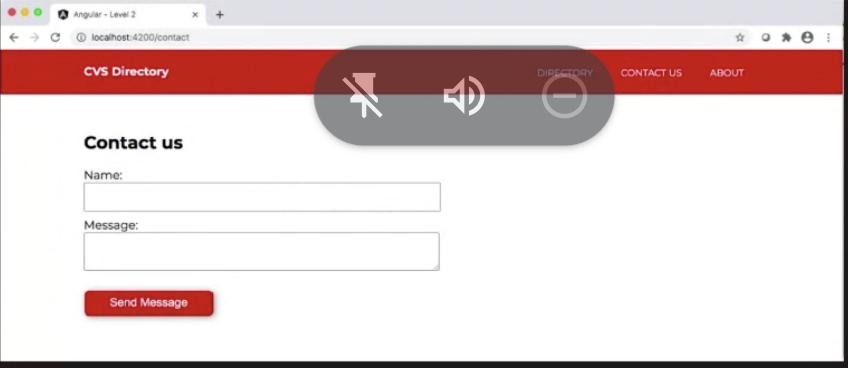 Angular - Level 2
localhost:4200/contact
CVS Directory DIRECTORY CONTACT US ABOUT
Contact us
Name:
Message:
Send Message